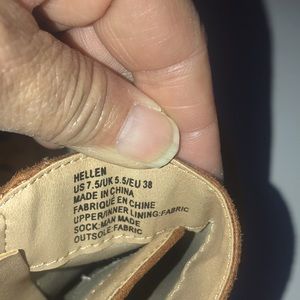 HELLEN
US 7.5/UK 5.5/EU 38
MADE IN CHINA
FABRIQUÉ EN CHINE
UPPER/INNER LINING:FABRIC
SOCK:MAN MADE
OUTSOLE:FABRIC